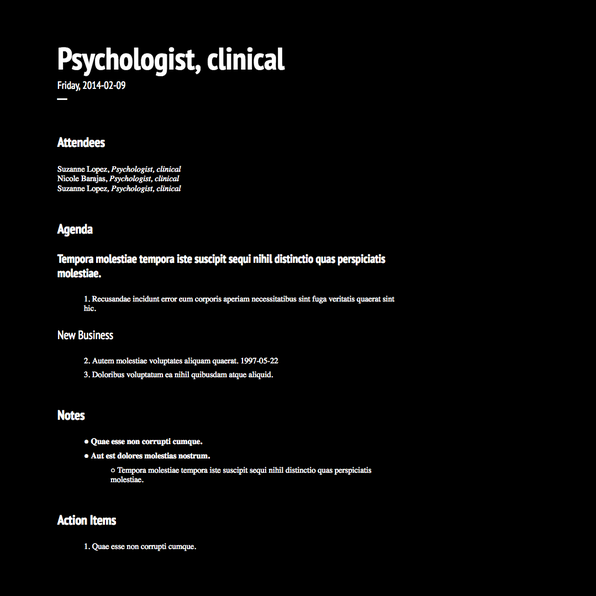 Psychologist, clinical
Friday, 2014-02-09
Attendees
Suzanne Lopez, Psychologist, clinical
Nicole Barajas, Psychologist, clinical
Suzanne Lopez, Psychologist, clinical
Agenda
Tempora molestiae tempora iste suscipit sequi nihil distinctio quas perspiciatis
molestiae.
1. Recusandae incidunt error eum corporis aperiam necessitatibus sint fuga veritatis quaerat sint
hic.
New Business
2. Autem molestiae voluptates aliquam quaerat. 1997-05-22
3. Doloribus voluptatum ea nihil quibusdam atque aliquid.
Notes
● Quae esse non corrupti cumque.
● Aut est dolores molestias nostrum.
○ Tempora molestiae tempora iste suscipit sequi nihil distinctio quas perspiciatis
molestiae.
Action Items
1. Quae esse non corrupti cumque.